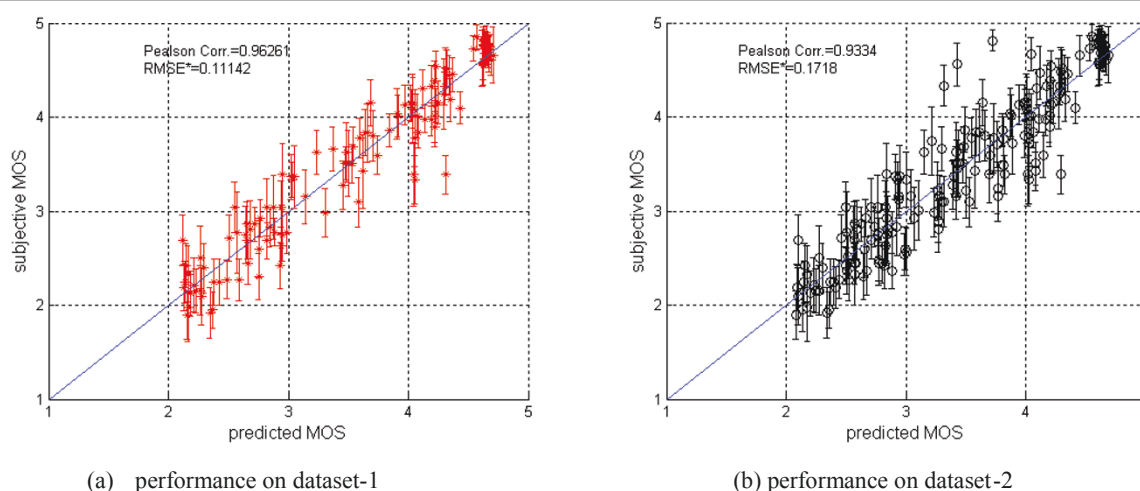 5
4
3
2
1
subjective MOS
Pealson Corr.=0.96261
RMSE*=0.11142
1 2 3 4 5
predicted MOS
(a) performance on dataset-1
5
4
3
2
1
subjective MOS
Pealson Corr.=0.9334
RMSE*=0.1718
1 2 3 4
predicted MOS
(b) performance on dataset-2